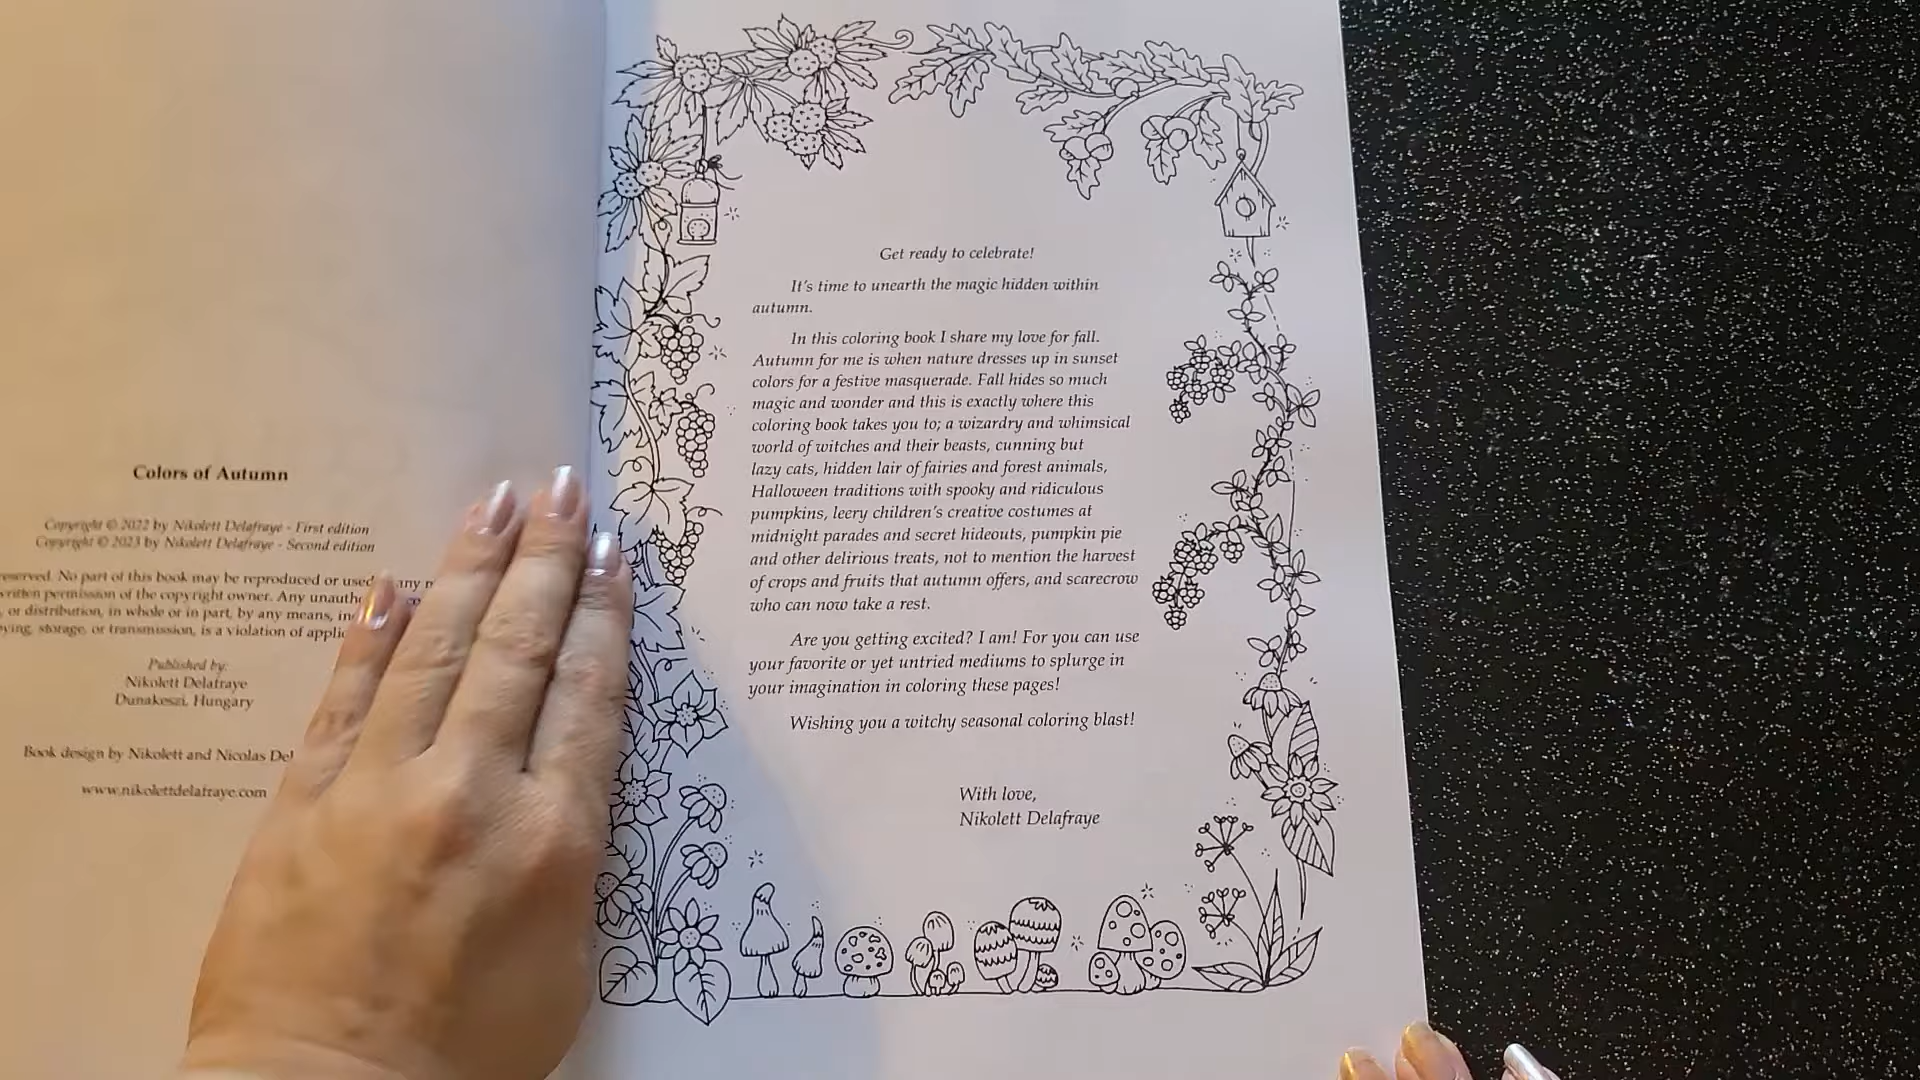 Colors of Autumn
Copyright © 2022 by Nikolett Delafraye - First edition
Copyright © 2023 by Nikolett Delafraye - Second edition
reserved. No part of this book may be reproduced or used any
written permission of the copyright owner. Any
or distribution, in whole or in part, by any means,
storage, or transmission, is a violation of
Published by:
Nikolett Delafraye
Dunakeszi, Hungary
Book design by Nikolett and Nicolas
www.nikolettdelafraye.com
Get ready to celebrate!
It's time to unearth the magic hidden within
autumn.
In this coloring book I share my love for fall.
Autumn for me is when nature dresses up in sunset
colors for a festive masquerade. Fall hides so much
magic and wonder and this is exactly where this
coloring book takes you to; a wizardry and whimsical
world of witches and their beasts, cunning but
lazy cats, hidden lair of fairies and forest animals,
Halloween traditions with spooky and ridiculous
pumpkins, leery children's creative costumes at
midnight parades and secret hideouts, pumpkin pie
and other delirious treats, not to mention the harvest
of crops and fruits that autumn offers, and scarecrow
who can now take a rest.
Are you getting excited? I am! For you can use
your favorite or yet untried mediums to splurge in
your imagination in coloring these pages!
Wishing you a witchy seasonal coloring blast!
With love,
Nikolett Delafraye